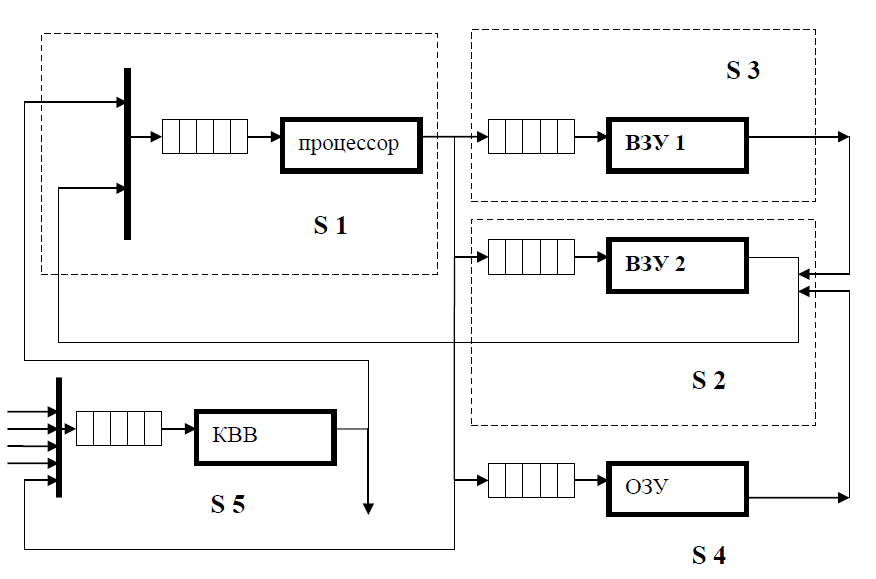 S 3
процессор
ВЗУ 1
S 1
ВЗУ 2
S 2
КВВ
ОЗУ
S 5
S 4